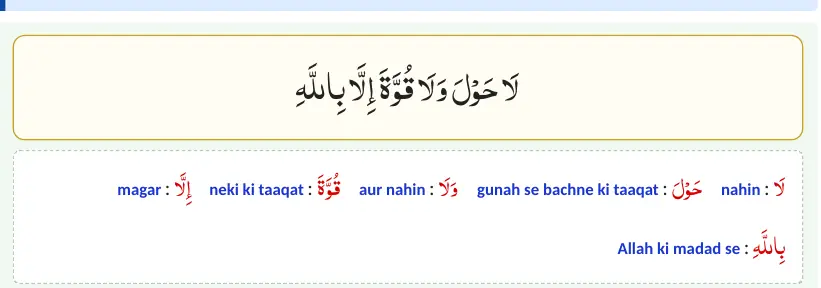 لَا حَوْلَ وَلَا قُوَّةَ إِلَّا بِاللَّهِ
لَا : nahin حَوْلَ : gunah se bachne ki taaqat وَلَا : aur nahin قُوَّةَ : neki ki taaqat إِلَّا : magar
بِاللَّهِ : Allah ki madad se